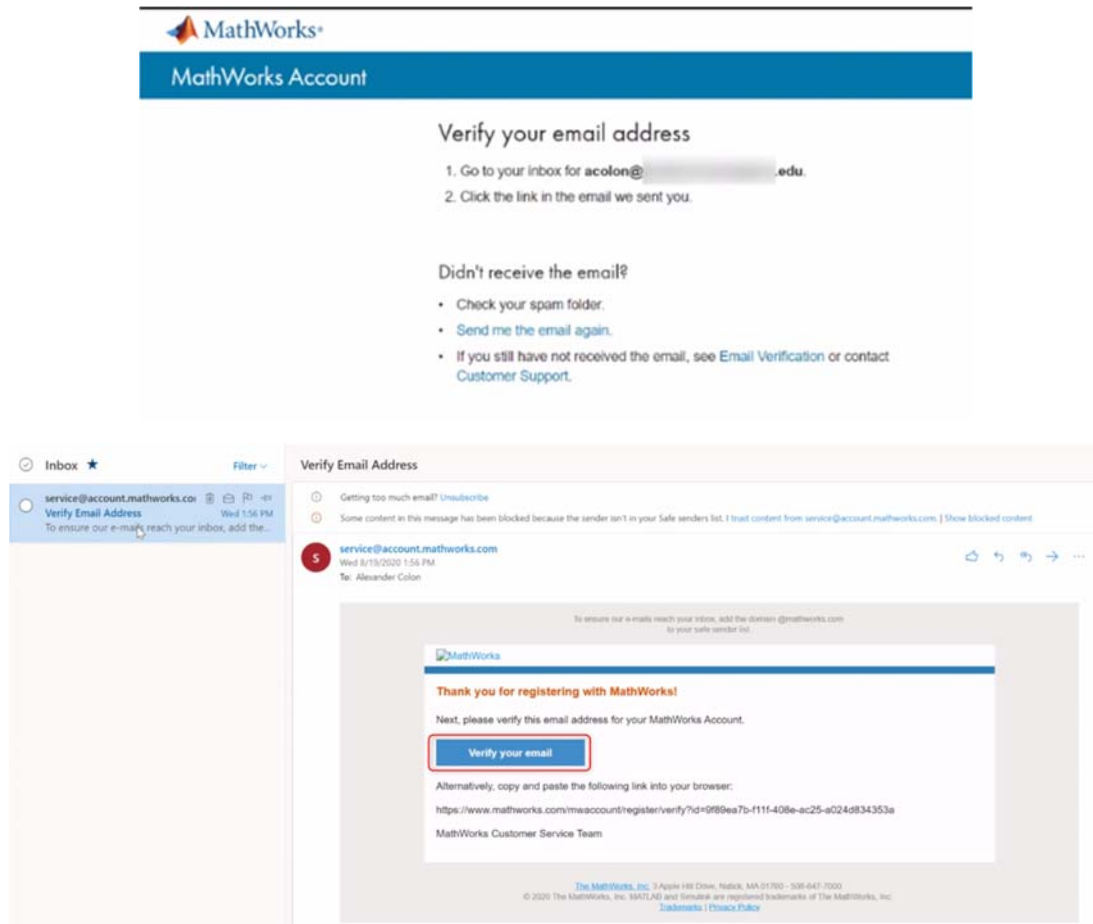 MathWorks®
MathWorks Account
Verify your email address
1. Go to your inbox for acolon@ .edu.
2. Click the link in the email we sent you.
Didn't receive the email?
• Check your spam folder.
• Send me the email again.
• If you still have not received the email, see Email Verification or contact
Customer Support.
Inbox ★ Filter
service@account.mathworks.co
Verify Email Address Wed 1:56 PM
To ensure our e-mails reach your inbox, add the...
Verify Email Address
Getting too much email? Unsubscribe
Some content in this message has been blocked because the sender isn't in your Safe senders list. I trust content from service@account.mathworks.com. | Show blocked content
S
service@account.mathworks.com
Wed 8/19/2020 1:56 PM
To: Alexander Colon
To ensure our e-mails reach your inbox, add the domain @mathworks.com
to your safe sender list.
MathWorks
Thank you for registering with MathWorks!
Next, please verify this email address for your MathWorks Account.
Verify your email
Alternatively, copy and paste the following link into your browser:
https://www.mathworks.com/mwaccount/register/verify?id=9f89ea7b-f11f-408e-ac25-a024d834353a
MathWorks Customer Service Team
The MathWorks, Inc. 3 Apple Hill Drive, Natick, MA 01760 - 508-647-7000
© 2020 The MathWorks, Inc. MATLAB and Simulink are registered trademarks of The MathWorks, Inc.
Trademarks | Privacy Policy